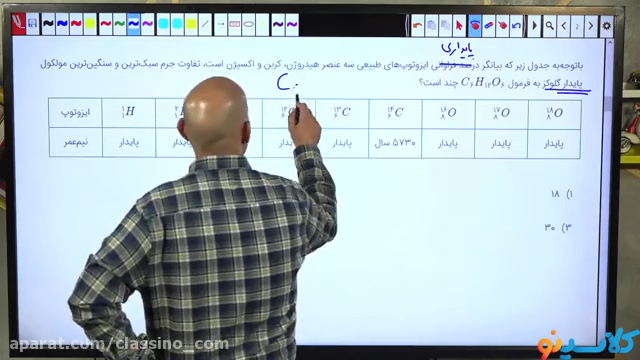 پایداری
باتوجه‌به جدول زیر که بیانگر درصد فراوانی ایزوتوپ‌های طبیعی سه عنصر هیدروژن، کربن و اکسیژن است، تفاوت جرم سبک‌ترین و سنگین‌ترین مولکول
پایدار گلوکز به فرمول C₆H₁₂O₆ چند است؟
C
ایزوتوپ ¹₁H ¹³₆C ¹⁴₆C ¹⁶₈O ¹⁷₈O ¹⁸₈O
نیم‌عمر پایدار پایدار پایدار ۵۷۳۰ سال پایدار پایدار پایدار
۱) ۱۸
۳) ۳۰
aparat.com/classino_com
کلاسینو